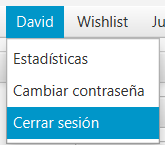 David Wishlist
Estadísticas
Cambiar contraseña
Cerrar sesión